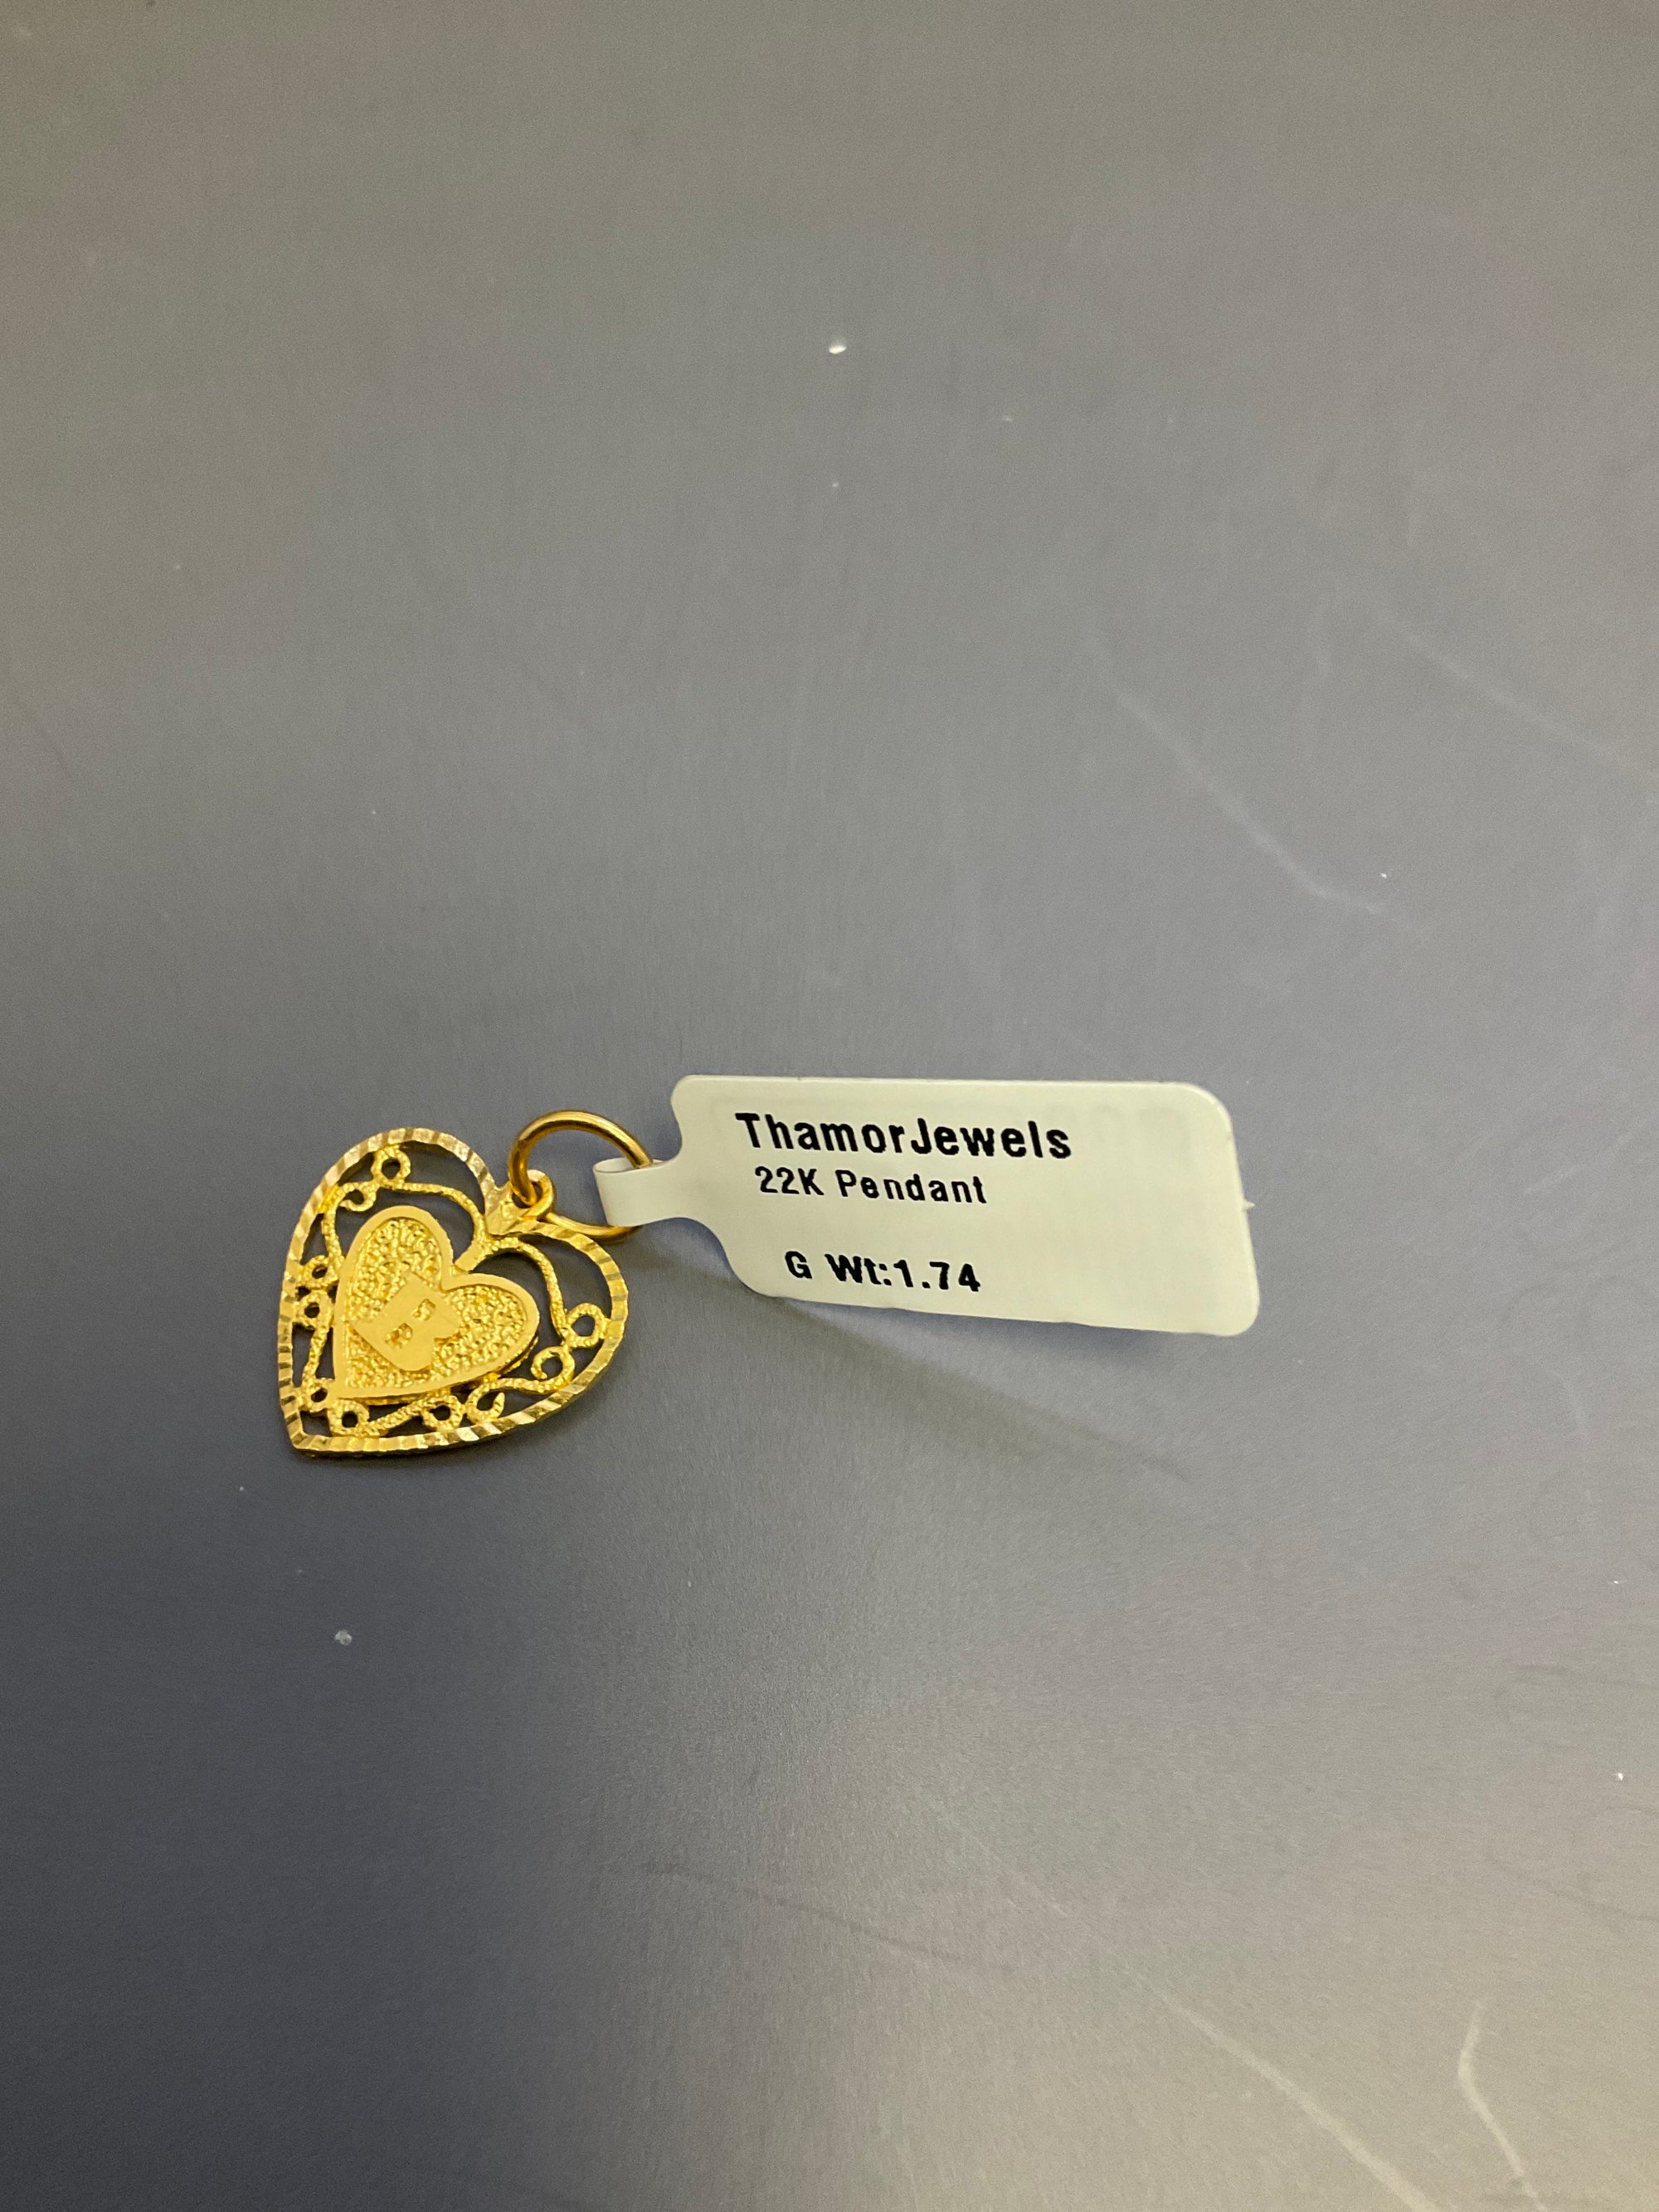 ThamorJewels
22K Pendant
G Wt:1.74
B